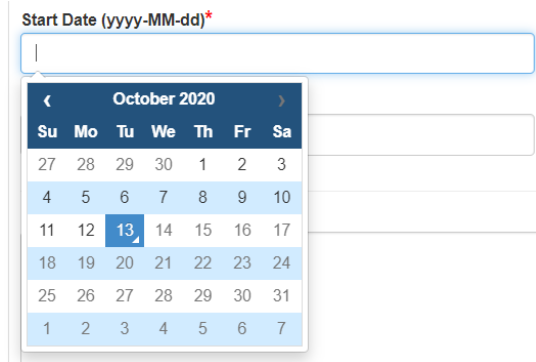 Start Date (yyyy-MM-dd)*
‹ October 2020 ›
Su Mo Tu We Th Fr Sa
27 28 29 30 1 2 3
4 5 6 7 8 9 10
11 12 13 14 15 16 17
18 19 20 21 22 23 24
25 26 27 28 29 30 31
1 2 3 4 5 6 7